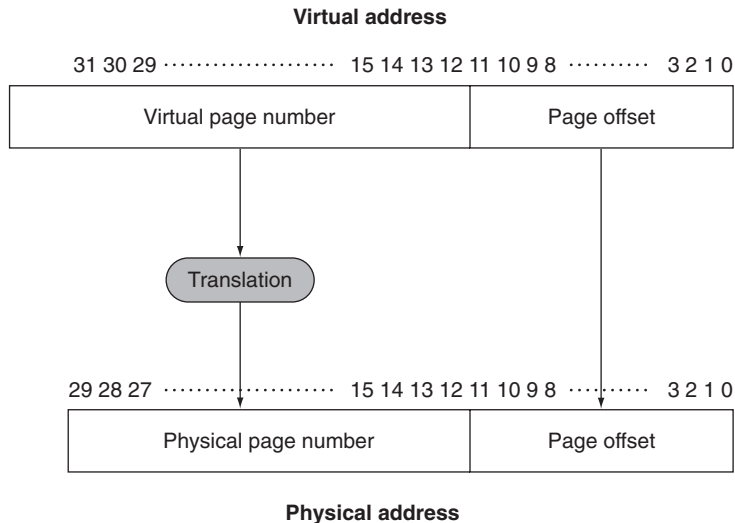 Virtual address
31 30 29 ····················· 15 14 13 12 11 10 9 8 ·········· 3 2 1 0
Virtual page number Page offset
Translation
29 28 27 ····················· 15 14 13 12 11 10 9 8 ·········· 3 2 1 0
Physical page number Page offset
Physical address